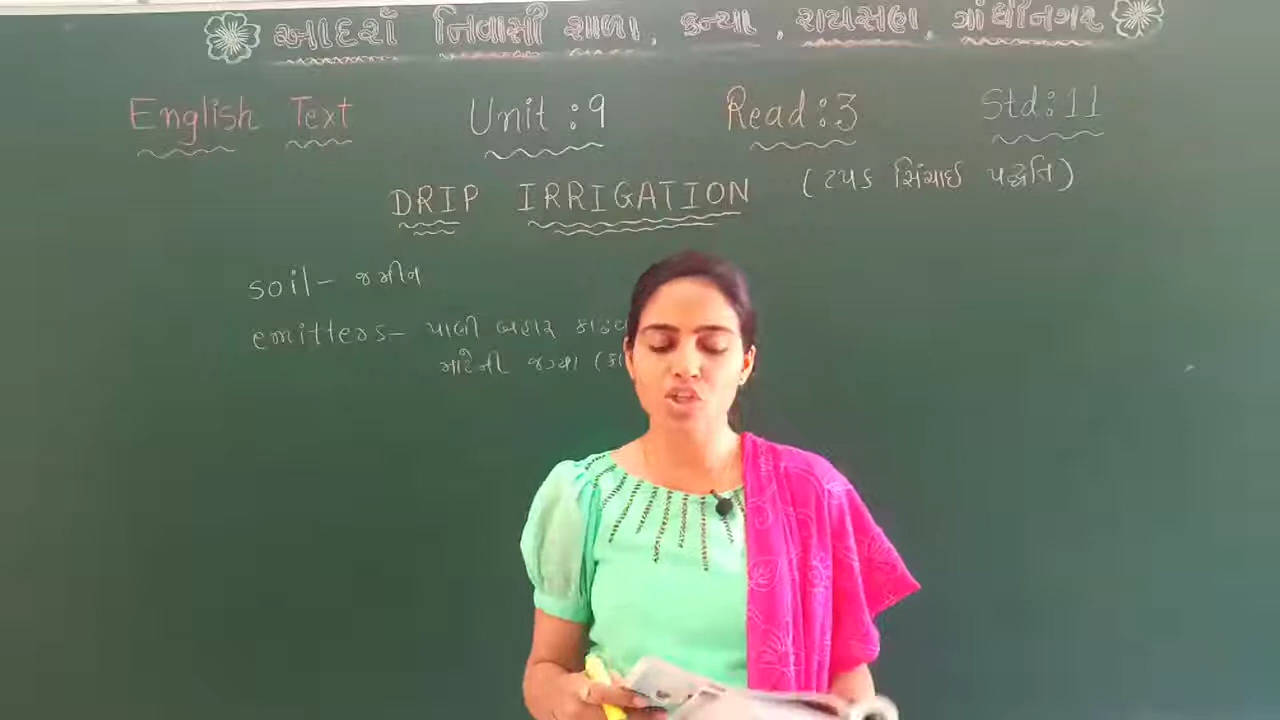 આદર્શ નિવાસી શાળા, કન્યા, રાયસણ, ગાંધીનગર
English Text Unit:9 Read:3 Std:11
DRIP IRRIGATION (ટપક સિંચાઈ પદ્ધતિ)
soil- જમીન
emitters- પાણી બહાર
માટેની જગ્યા